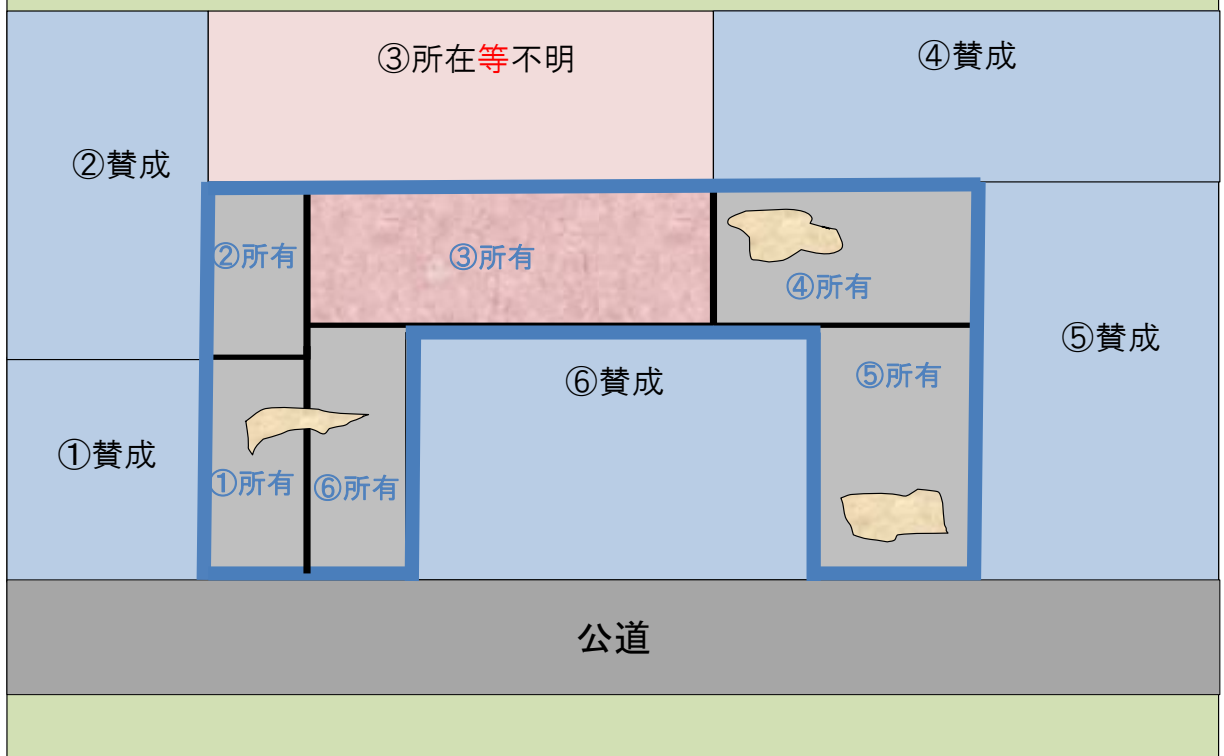 ③所在等不明
④賛成
②賛成
②所有
③所有
④所有
⑤賛成
⑥賛成
⑤所有
①賛成
①所有
⑥所有
公道